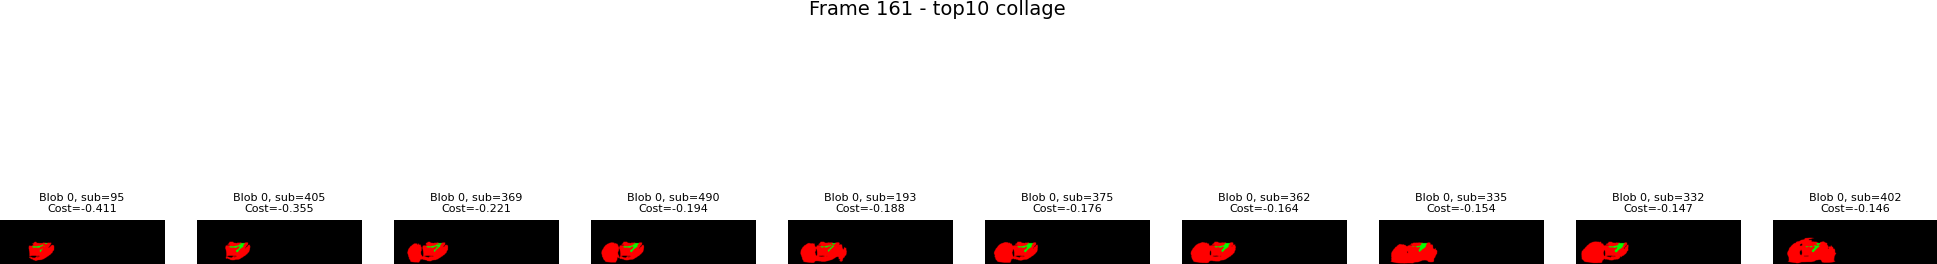 Frame 161 - top10 collage
Blob 0, sub=95
Cost=-0.411
Blob 0, sub=405
Cost=-0.355
Blob 0, sub=369
Cost=-0.221
Blob 0, sub=490
Cost=-0.194
Blob 0, sub=193
Cost=-0.188
Blob 0, sub=375
Cost=-0.176
Blob 0, sub=362
Cost=-0.164
Blob 0, sub=335
Cost=-0.154
Blob 0, sub=332
Cost=-0.147
Blob 0, sub=402
Cost=-0.146